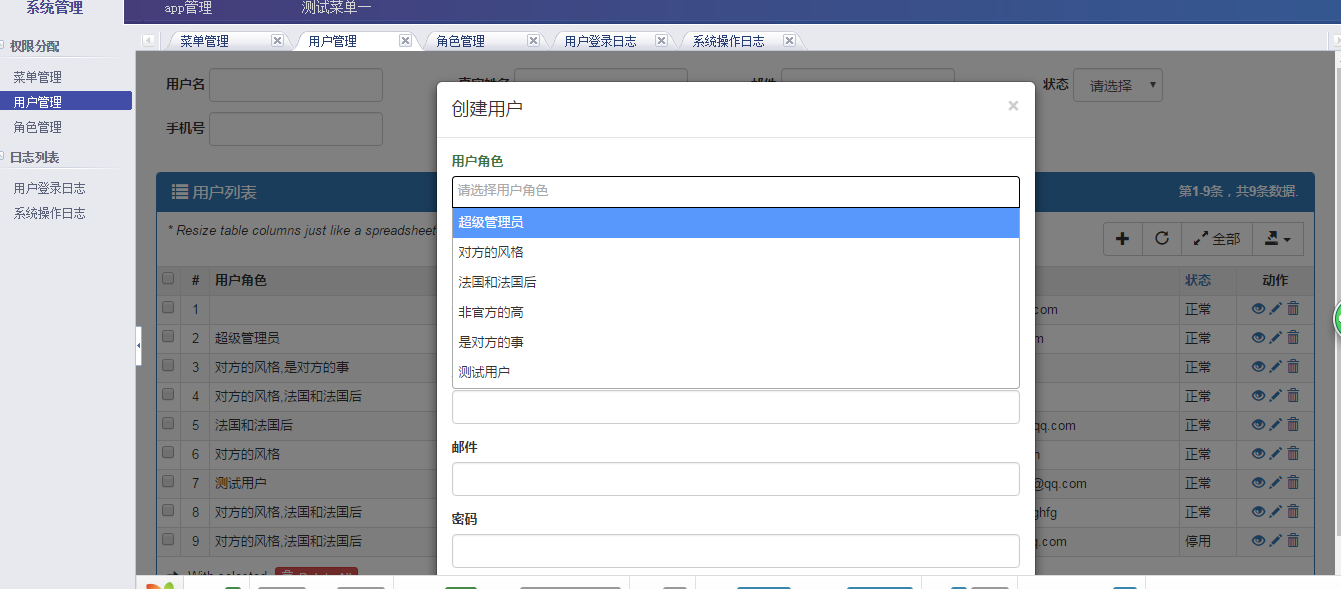 系统管理
app管理
测试菜单一
权限分配
菜单管理
用户管理
角色管理
日志列表
用户登录日志
系统操作日志
菜单管理
用户管理
角色管理
用户登录日志
系统操作日志
用户名
真实姓名
邮件
状态
请选择
手机号
创建用户
×
用户角色
请选择用户角色
超级管理员
对方的风格
法国和法国后
非官方的高
是对方的事
测试用户
邮件
密码
用户列表
第1-9条，共9条数据.
* Resize table columns just like a spreadsheet
全部
# 用户角色 状态 动作
1 com 正常
2 超级管理员 m 正常
3 对方的风格,是对方的事 正常
4 对方的风格,法国和法国后 正常
5 法国和法国后 qq.com 正常
6 对方的风格 正常
7 测试用户 @qq.com 正常
8 对方的风格,法国和法国后 ghfg 正常
9 对方的风格,法国和法国后 q.com 停用
With selected
Delete All